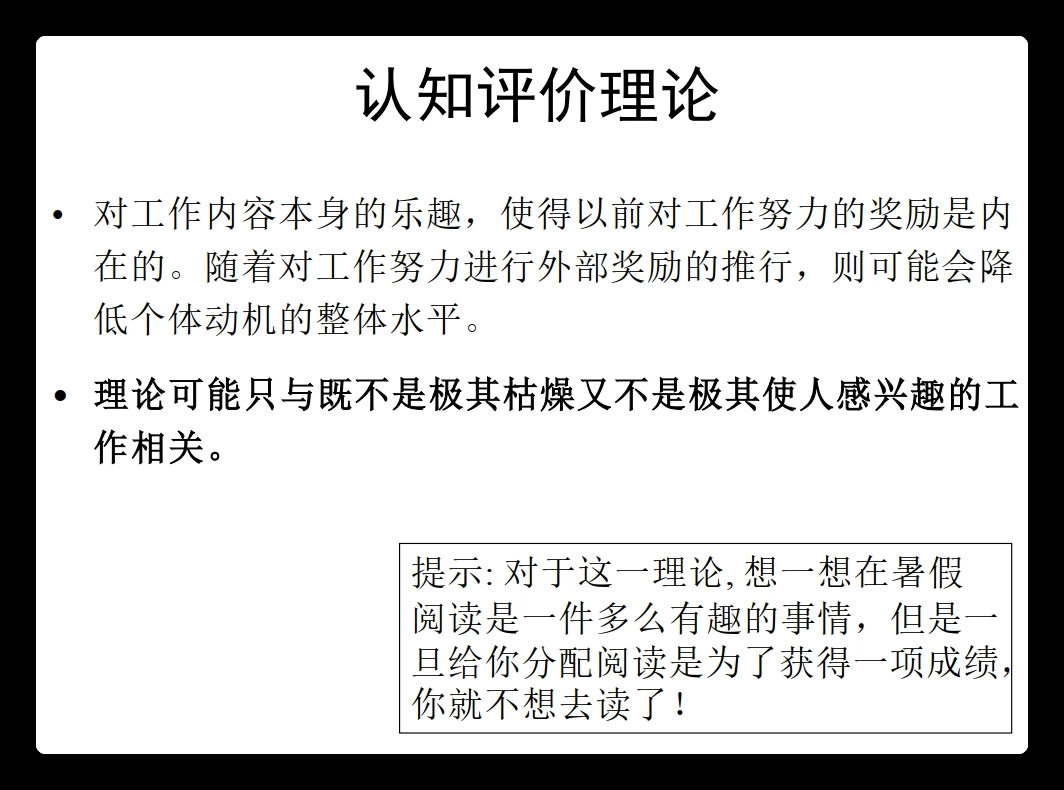 认知评价理论
• 对工作内容本身的乐趣，使得以前对工作努力的奖励是内
在的。随着对工作努力进行外部奖励的推行，则可能会降
低个体动机的整体水平。
• 理论可能只与既不是极其枯燥又不是极其使人感兴趣的工
作相关。
提示: 对于这一理论, 想一想在暑假
阅读是一件多么有趣的事情，但是一
旦给你分配阅读是为了获得一项成绩，
你就不想去读了！